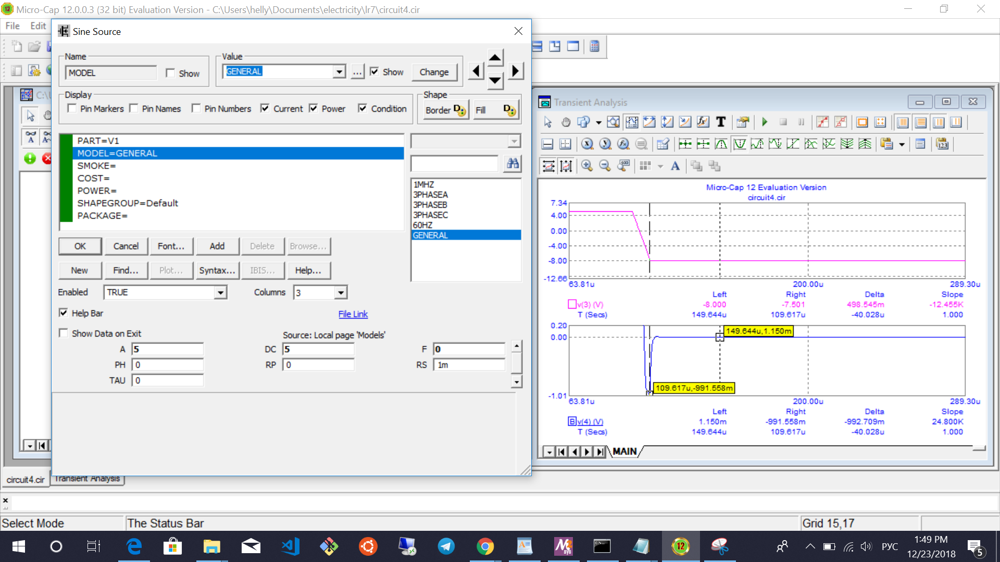 Micro-Cap 12.0.0.3 (32 bit) Evaluation Version - C:\Users\helly\Documents\electricity\lr7\circuit4.cir
File Edit
Sine Source
Name
MODEL
Show
Value
GENERAL
...
Show
Change
Display
Pin Markers
Pin Names
Pin Numbers
Current
Power
Condition
Shape
Border
Fill
PART=V1
MODEL=GENERAL
SMOKE=
COST=
POWER=
SHAPEGROUP=Default
PACKAGE=
1MHZ
3PHASEA
3PHASEB
3PHASEC
60HZ
GENERAL
OK
Cancel
Font...
Add
Delete
Browse...
New
Find...
Plot...
Syntax...
IBIS...
Help...
Enabled
TRUE
Columns
3
Help Bar
File Link
Show Data on Exit
Source: Local page 'Models'
A 5
DC 5
F 0
PH 0
RP 0
RS 1m
TAU 0
Transient Analysis
Micro-Cap 12 Evaluation Version
circuit4.cir
7.34
4.00
0.00
-4.00
-8.00
-12.66
63.81u 200.00u 289.30u
Left Right Delta Slope
v(3) (V) -8.000 -7.501 498.545m -12.455K
T (Secs) 149.644u 109.617u -40.028u 1.000
0.20
0.00
-1.01
149.644u,1.150m
109.617u,-991.558m
63.81u 200.00u 289.30u
Left Right Delta Slope
B v(4) (V) 1.150m -991.558m -992.709m 24.800K
T (Secs) 149.644u 109.617u -40.028u 1.000
MAIN
circuit4.cir
Transient Analysis
Select Mode
The Status Bar
Grid 15,17
РУС
1:49 PM
12/23/2018
5